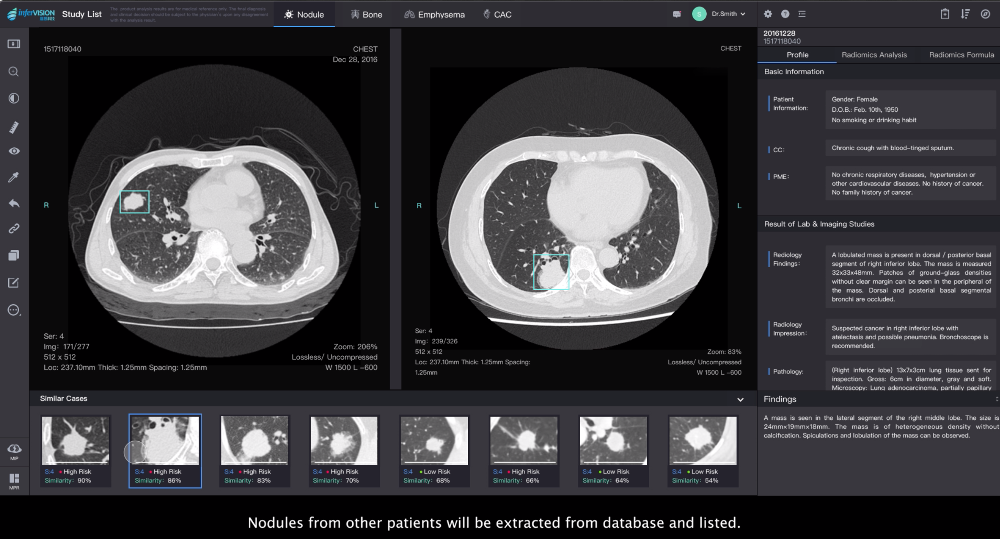 inferVISION
推想科技
Study List
The product analysis results are for medical reference only. The final diagnosis
and clinical decision should be subject to the physician's upon any disagreement
with the analysis result.
Nodule
Bone
Emphysema
CAC
S
Dr.Smith
20161228
1517118040
Profile
Radiomics Analysis
Radiomics Formula
1517118040
CHEST
Dec 28, 2016
R
L
Ser: 4
Img: 171/277
512 x 512
Loc: 237.10mm Thick: 1.25mm Spacing: 1.25mm
Zoom: 206%
Lossless/ Uncompressed
W 1500 L -600
CHEST
R
L
Ser: 4
Img: 239/326
512 x 512
Loc: 237.10mm Thick: 1.25mm Spacing:
1.25mm
Zoom: 83%
Lossless/ Uncompressed
W 1500 L -600
Basic Information
Patient
Information:
Gender: Female
D.O.B.: Feb. 10th, 1950
No smoking or drinking habit
CC:
Chronic cough with blood-tinged sputum.
PME:
No chronic respiratory diseases, hypertension or
other cardiovascular diseases. No history of cancer.
No family history of cancer.
Result of Lab & Imaging Studies
Rediology
Findings:
A lobulated mass is present in dorsal / posterior basal
segment of right inferior lobe. The mass is measured
32x33x48mm. Patches of ground-glass densities
without clear margin can be seen in the peripheral of
the mass. Dorsal and posterial basal segmental
bronchi are occluded.
Radiology
Impression:
Suspected cancer in right inferior lobe with
atelectasis and possible pneumonia. Bronchoscope is
recommended.
Pathology:
(Right inferior lobe) 13x7x3cm lung tissue sent for
inspection. Gross: 6cm in diameter, gray and soft.
Microscopy: Lung adenocarcinoma, partially papillary
Findings
A mass is seen in the lateral segment of the right middle lobe. The size is
24mm×19mm×18mm. The mass is of heterogeneous density without
calcification. Spiculations and lobulation of the mass can be observed.
MIP
MPR
Similar Cases
S:4 High Risk
Similarity: 90%
S:4 High Risk
Similarity: 86%
S:4 High Risk
Similarity: 83%
S:4 High Risk
Similarity: 70%
S:4 Low Risk
Similarity: 68%
S:4 High Risk
Similarity: 66%
S:4 Low Risk
Similarity: 64%
S:4 Low Risk
Similarity: 54%
Nodules from other patients will be extracted from database and listed.